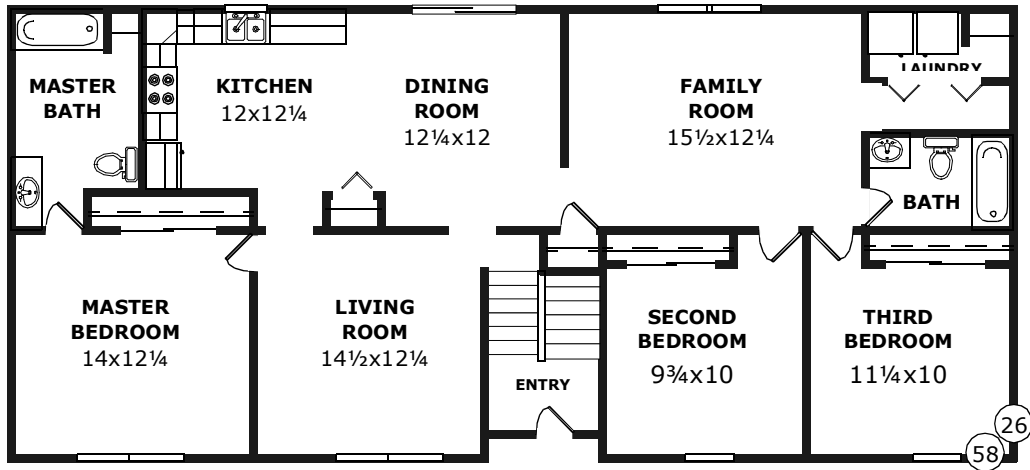 MASTER
BATH
KITCHEN
12x12¼
DINING
ROOM
12¼x12
FAMILY
ROOM
15½x12¼
LAUNDRY
BATH
MASTER
BEDROOM
14x12¼
LIVING
ROOM
14½x12¼
ENTRY
SECOND
BEDROOM
9¾x10
THIRD
BEDROOM
11¼x10
26
58